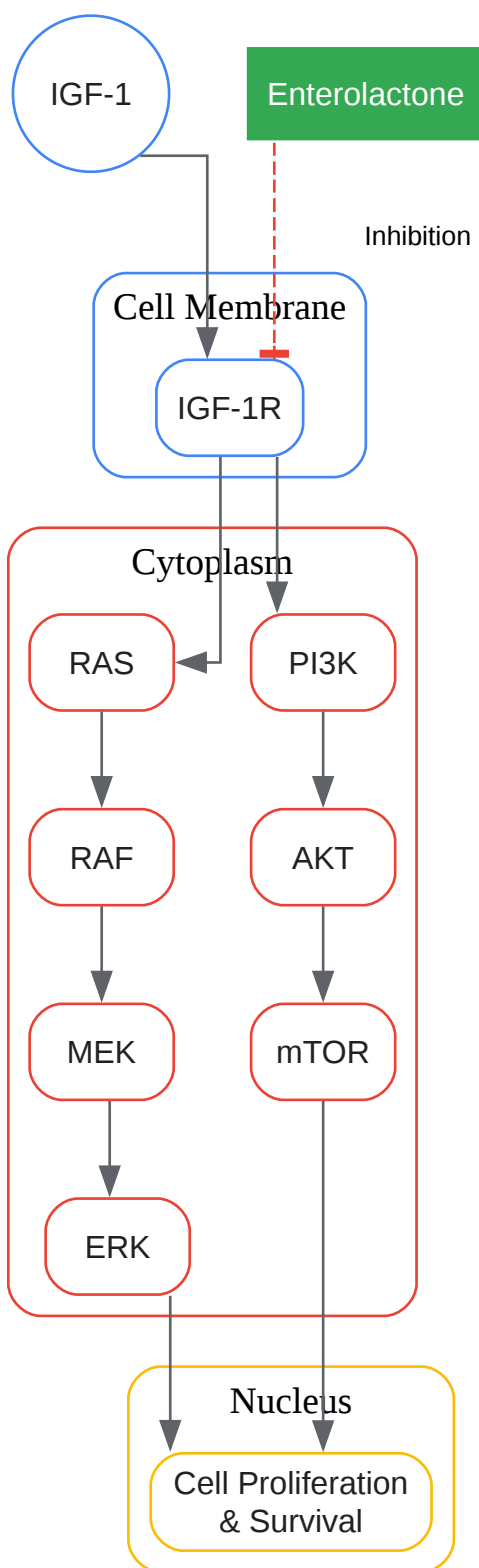 IGF-1
Enterolactone
Inhibition
Cell Membrane
IGF-1R
Cytoplasm
RAS
PI3K
RAF
AKT
MEK
mTOR
ERK
Nucleus
Cell Proliferation
& Survival